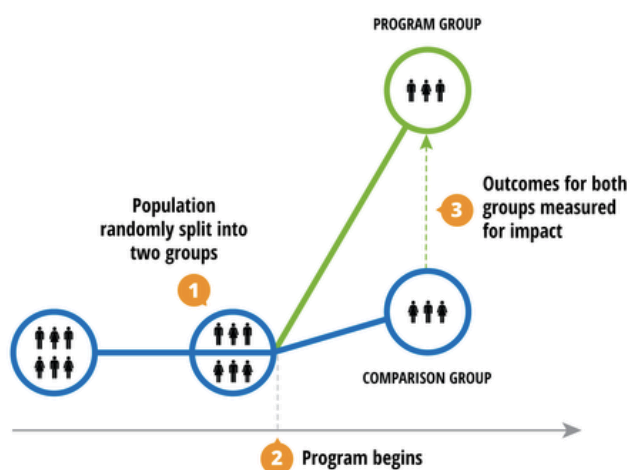 PROGRAM GROUP
Population
randomly split into
two groups
1
3
Outcomes for both
groups measured
for impact
COMPARISON GROUP
2
Program begins